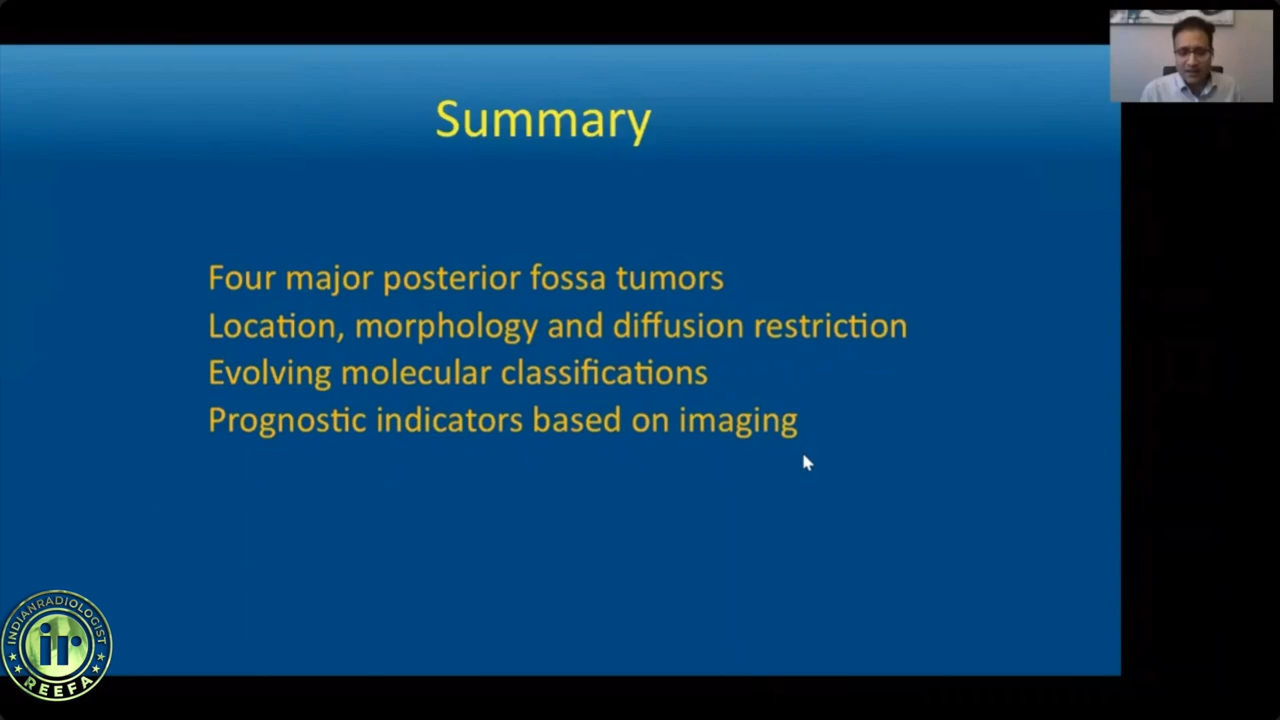 Summary
Four major posterior fossa tumors
Location, morphology and diffusion restriction
Evolving molecular classifications
Prognostic indicators based on imaging
INDIANRADIOLOGIST
ir
REEFA